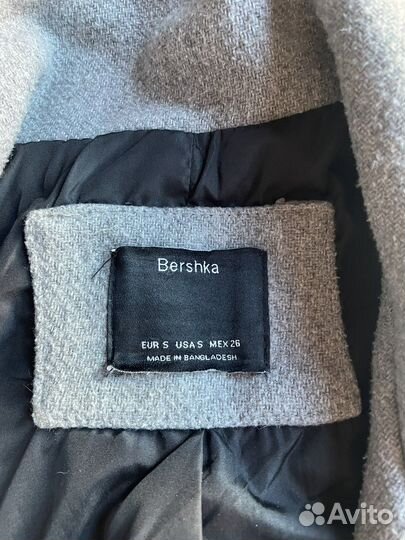 Bershka
EUR S USA S MEX 26
MADE IN BANGLADESH
Avito